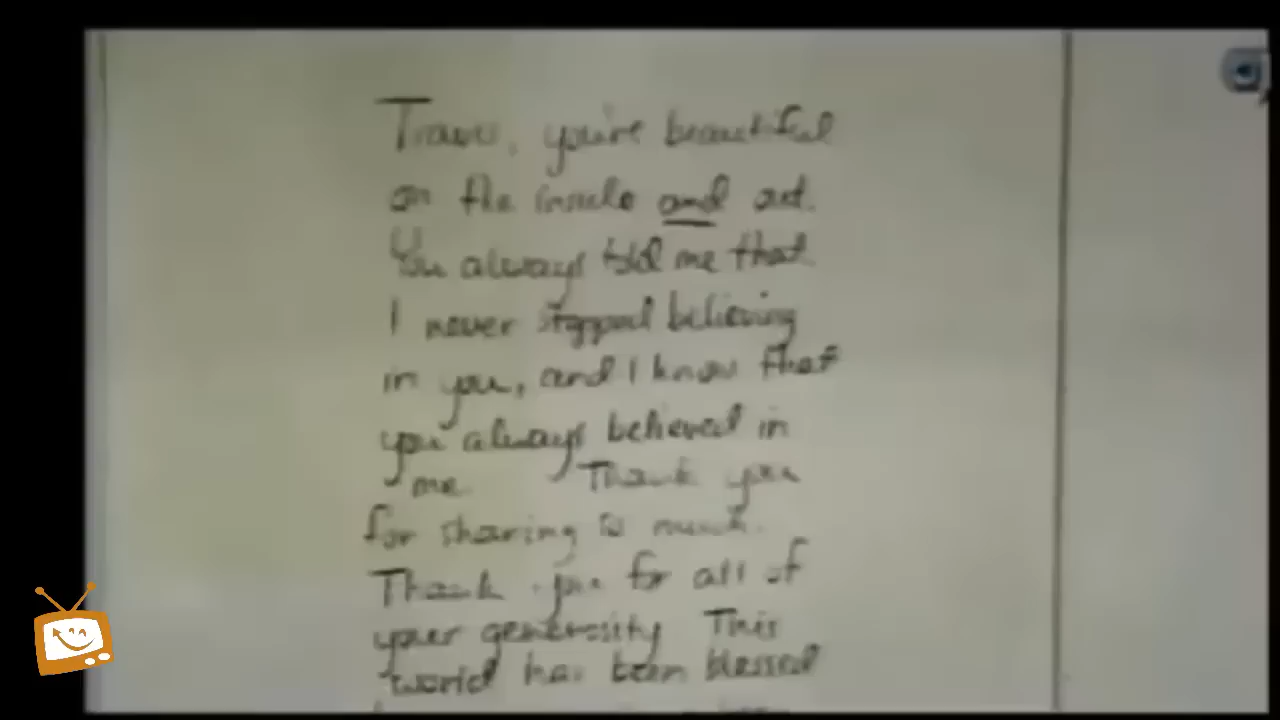 Travis, you're beautiful
on the inside and out.
You always told me that
I never stopped believing
in you, and I know that
you always believed in
me. Thank you
for sharing so much.
Thank you for all of
your generosity This
world has been blessed